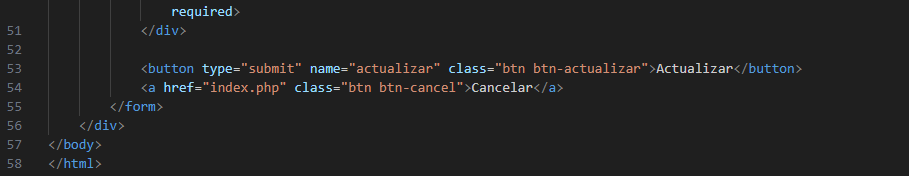 required>
51 </div>
52
53 <button type="submit" name="actualizar" class="btn btn-actualizar">Actualizar</button>
54 <a href="index.php" class="btn btn-cancel">Cancelar</a>
55 </form>
56 </div>
57 </body>
58 </html>